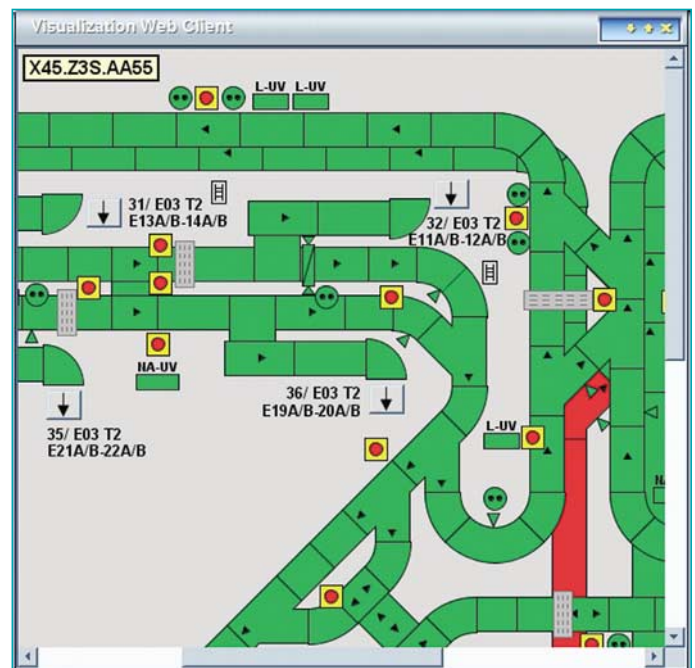 Visualization Web Client
X45.Z3S.AA55
L-UV L-UV
31/ E03 T2
E13A/B-14A/B
32/ E03 T2
E11A/B-12A/B
NA-UV
36/ E03 T2
E19A/B-20A/B
35/ E03 T2
E21A/B-22A/B
L-UV